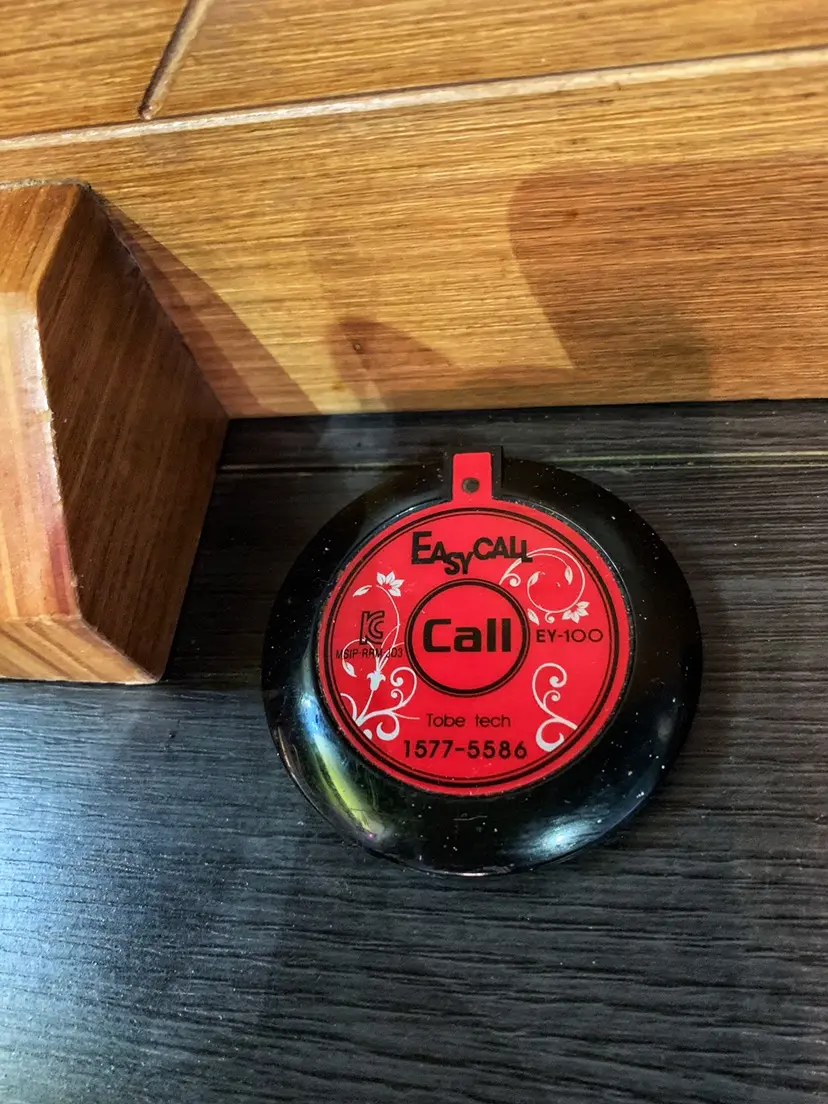 EASYCALL
Call
EY-100
Tobe tech
1577-5586